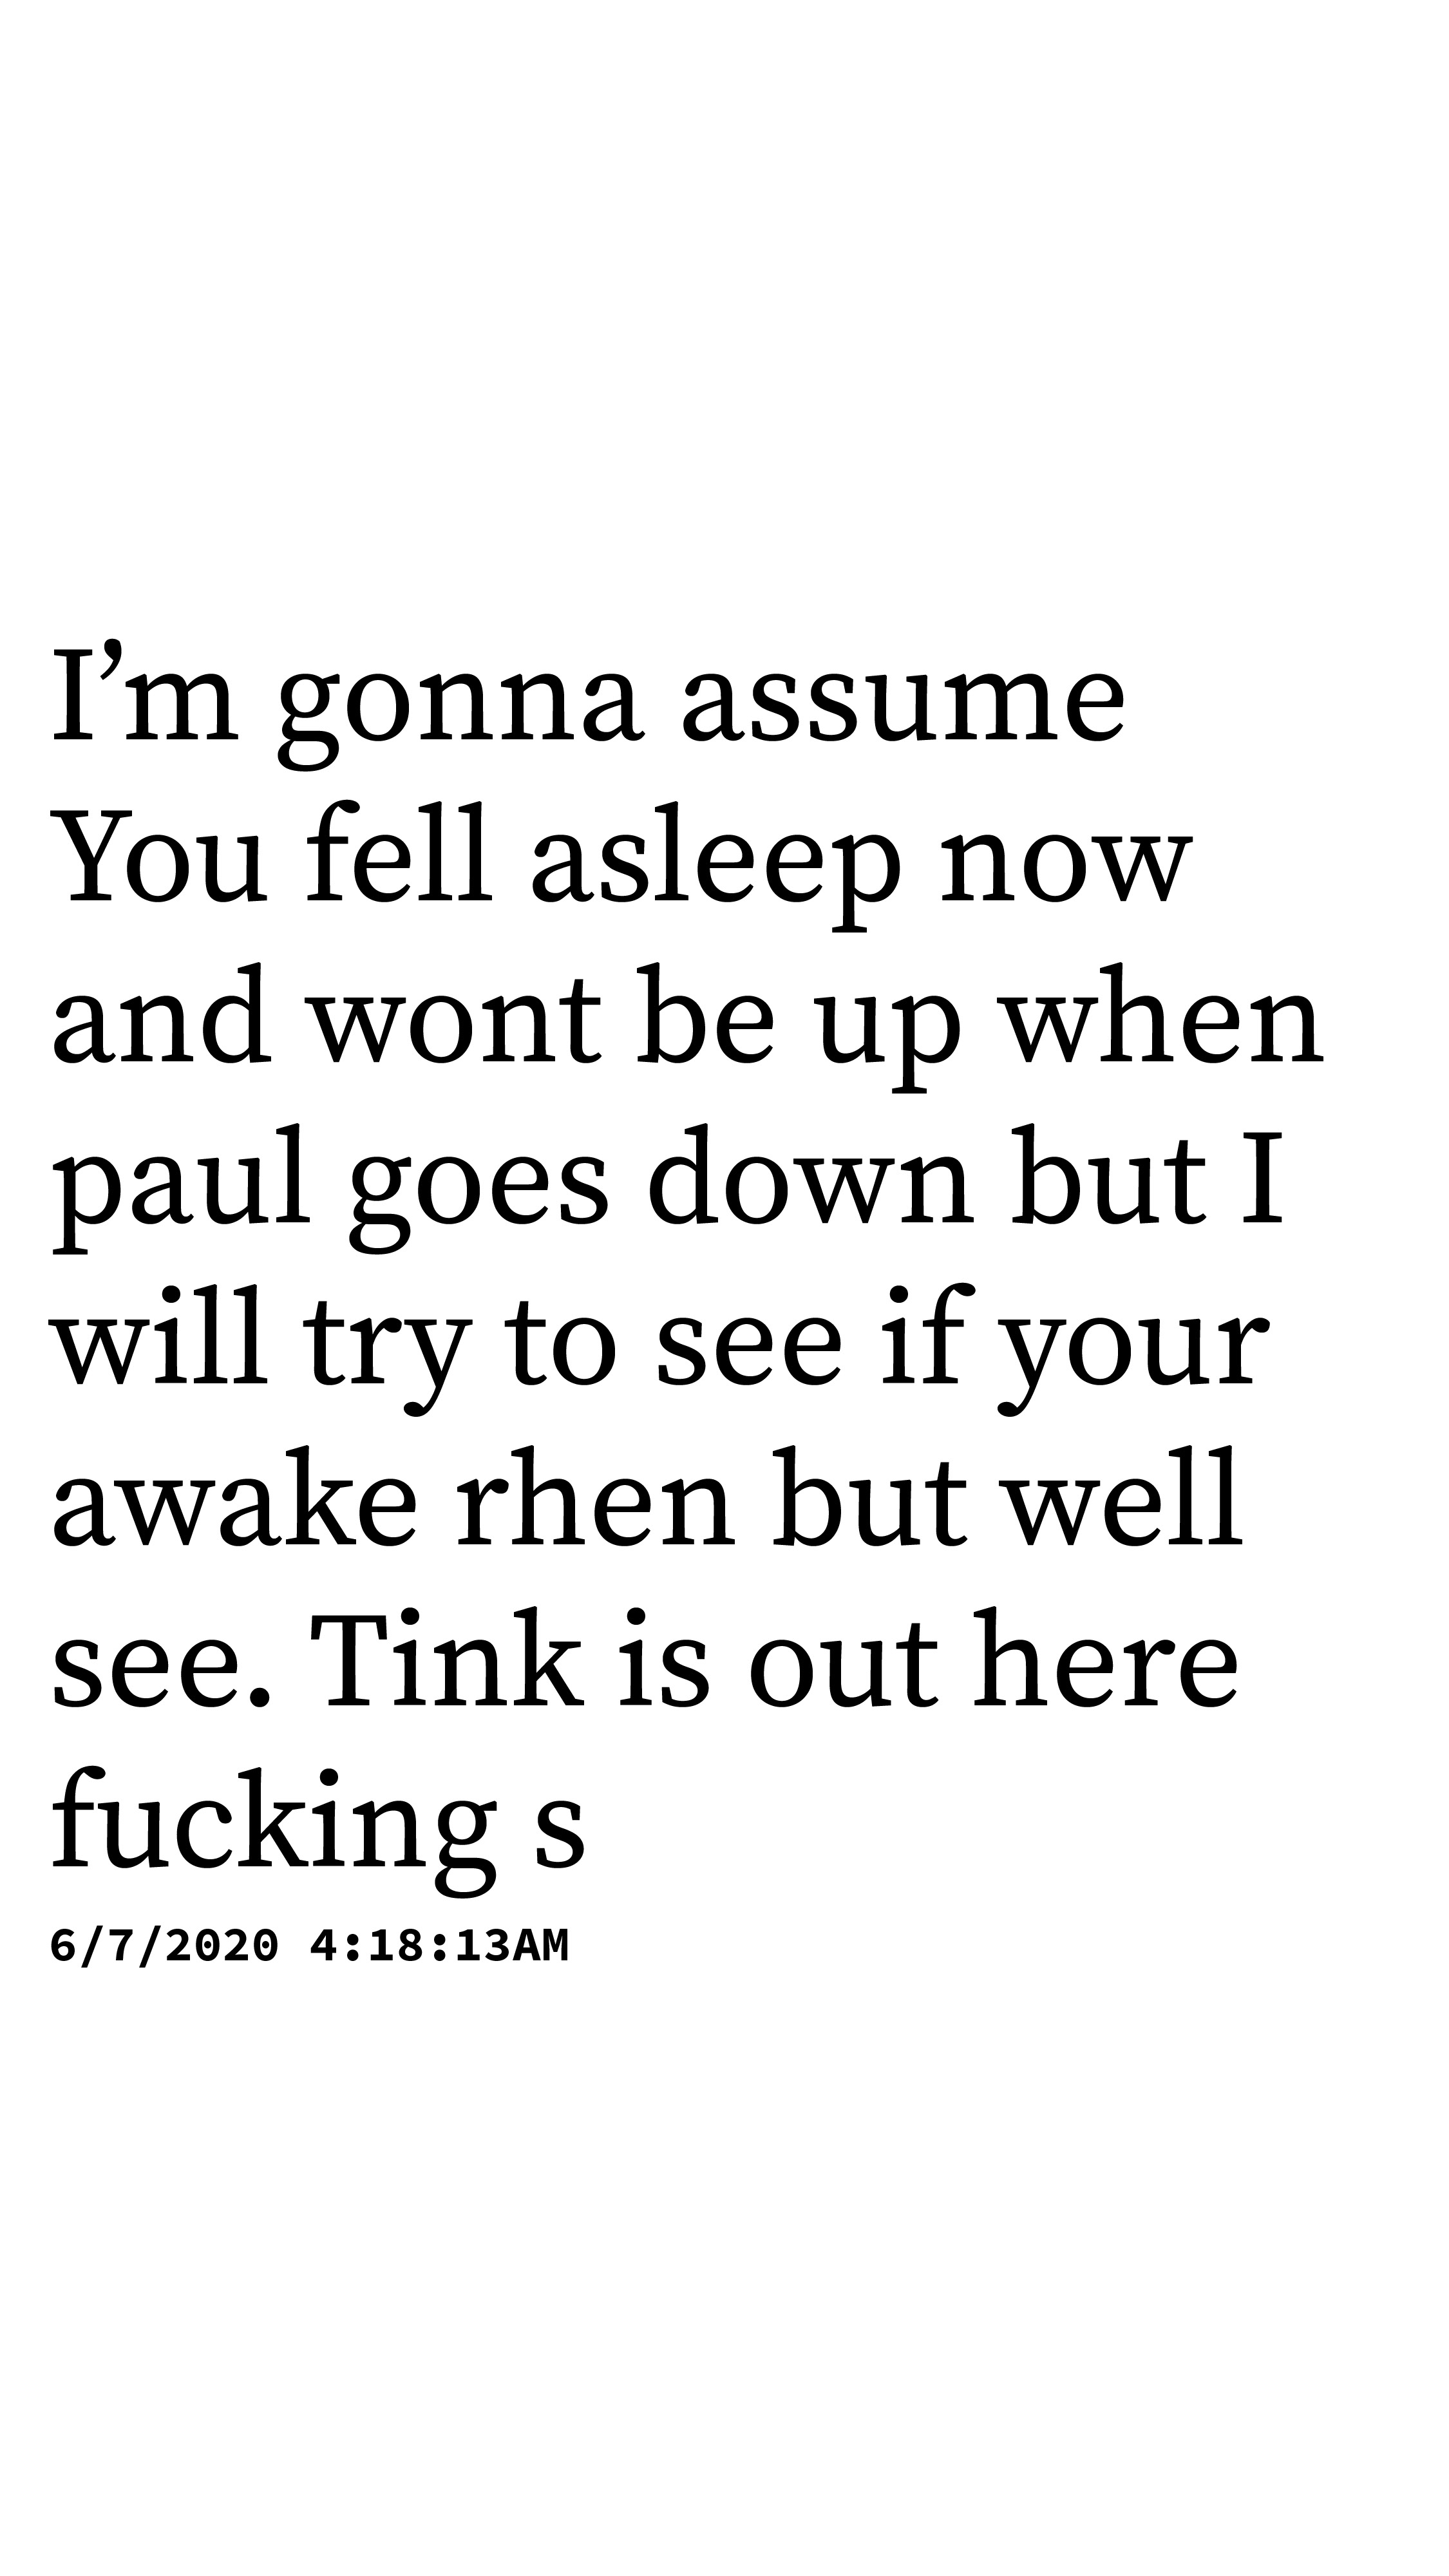 I’m gonna assume
You fell asleep now
and wont be up when
paul goes down but I
will try to see if your
awake rhen but well
see. Tink is out here
fucking s
6/7/2020 4:18:13AM